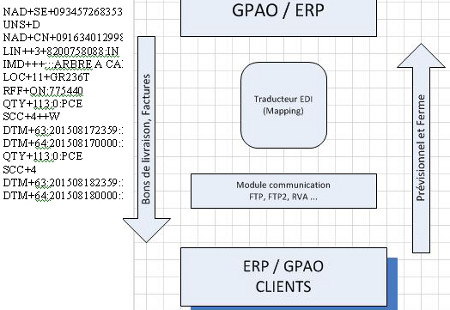 NAD+SE+093457268353
UNS+D
NAD+CN+09163401299
LIN++3+8200758088:IN
IMD+++:::ARBRE A CA
LOC+11+GR236T
RFF+ON:775440
QTY+113:0:PCE
SCC+4++W
DTM+63:201508172359:
DTM+64:201508170000:
QTY+113:0:PCE
SCC+4
DTM+63:201508182359:
DTM+64:201508180000:
GPAO / ERP
Bons de livraison, Factures
Traducteur EDI
(Mapping)
Module communication
FTP, FTP2, RVA ...
Prévisionnel et Ferme
ERP / GPAO
CLIENTS